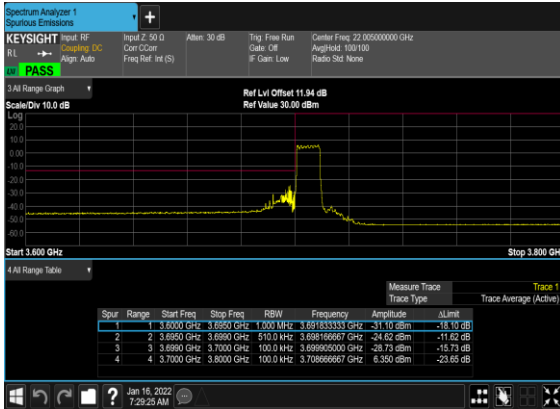 Spectrum Analyzer 1
Spurious Emissions
+
KEYSIGHT Input: RF Input Z: 50 Ω Atten: 30 dB Trig: Free Run Center Freq: 22.005000000 GHz
RL Coupling: DC Corr CCorr Gate: Off Avg|Hold: 100/100
Align: Auto Freq Ref: Int (S) IF Gain: Low Radio Std: None
PASS
3 All Range Graph
Ref Lvl Offset 11.94 dB
Scale/Div 10.0 dB Ref Value 30.00 dBm
Log
20.0
10.0
0.00
-10.0
-20.0
-30.0
-40.0
-50.0
-60.0
Start 3.600 GHz Stop 3.800 GH
4 All Range Table
Measure Trace Trace 1
Trace Type Trace Average (Active)
Spur Range Start Freq Stop Freq RBW Frequency Amplitude ΔLimit
1 1 3.6000 GHz 3.6950 GHz 1.000 MHz 3.691833333 GHz -31.10 dBm -18.10 dB
2 2 3.6950 GHz 3.6990 GHz 510.0 kHz 3.698166667 GHz -24.62 dBm -11.62 dB
3 3 3.6990 GHz 3.7000 GHz 100.0 kHz 3.699905000 GHz -28.73 dBm -15.73 dB
4 4 3.7000 GHz 3.8000 GHz 100.0 kHz 3.708666667 GHz 6.350 dBm -23.65 dB
? Jan 16, 2022
7:29:25 AM